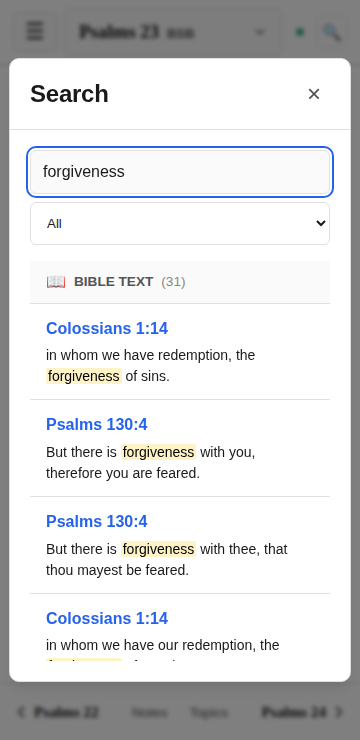 Psalms 23 BSB
Search
×
forgiveness
All
BIBLE TEXT (31)
Colossians 1:14
in whom we have redemption, the
forgiveness of sins.
Psalms 130:4
But there is forgiveness with you,
therefore you are feared.
Psalms 130:4
But there is forgiveness with thee, that
thou mayest be feared.
Colossians 1:14
in whom we have our redemption, the
Psalms 22 Notes Topics Psalms 24